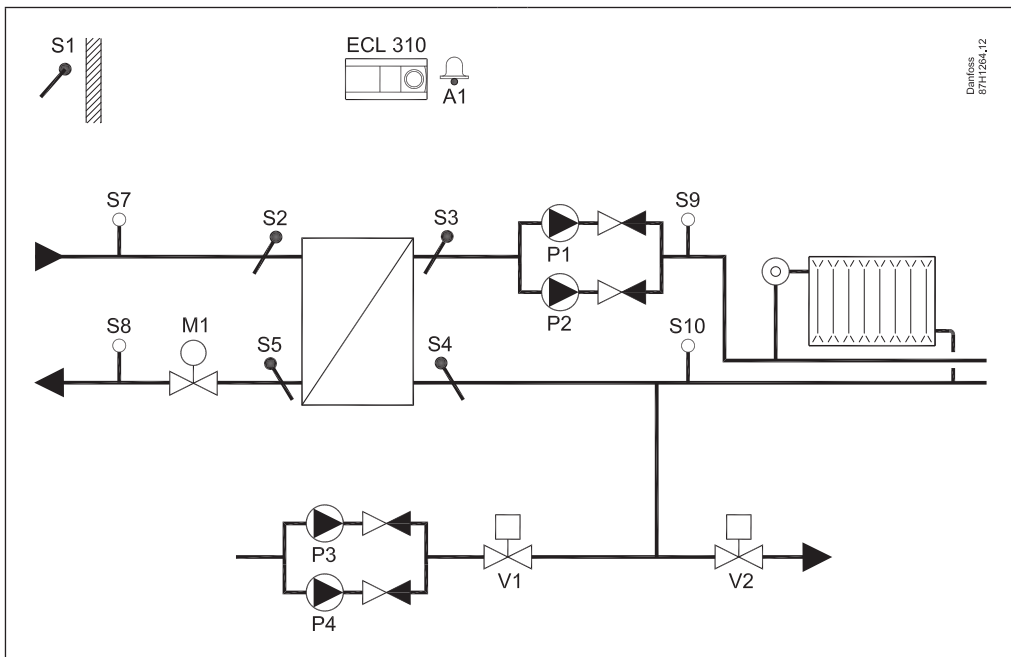 S1
ECL 310
A1
Danfoss
87H1264.12
S7
S2
S3
P1
S9
P2
S8
M1
S5
S4
S10
P3
V1
V2
P4